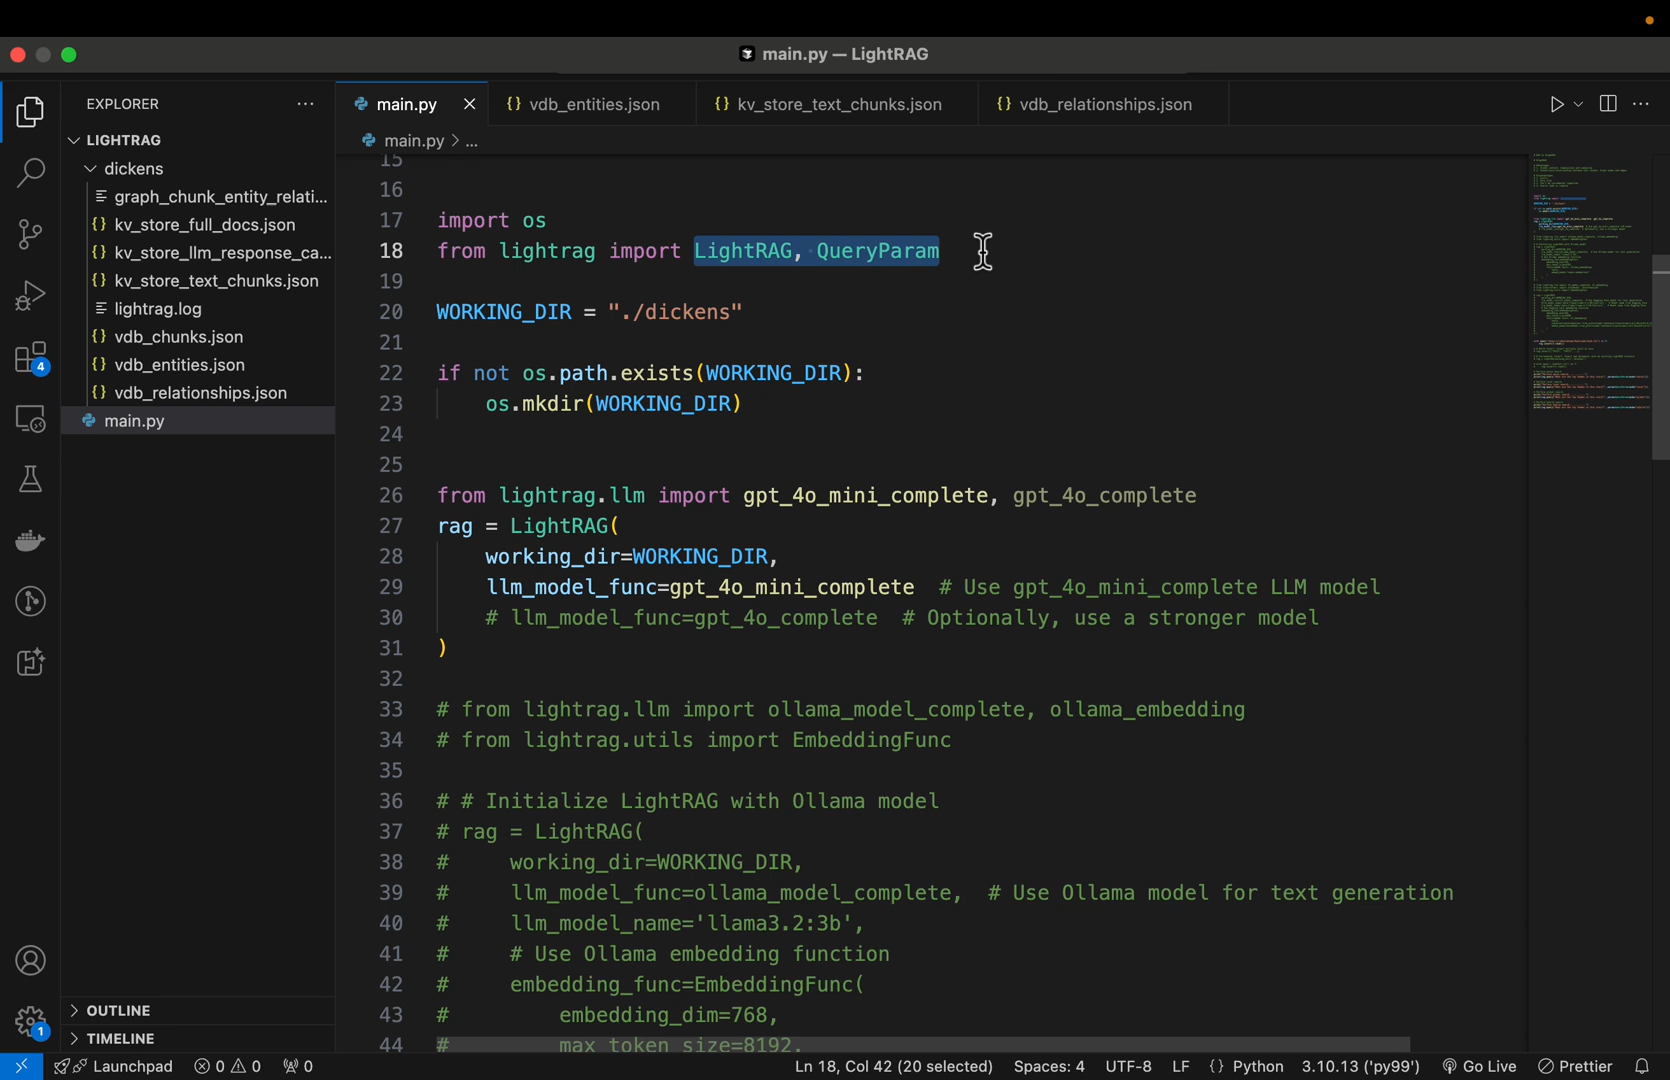 main.py — LightRAG
EXPLORER
LIGHTRAG
dickens
graph_chunk_entity_relati...
kv_store_full_docs.json
kv_store_llm_response_ca...
kv_store_text_chunks.json
lightrag.log
vdb_chunks.json
vdb_entities.json
vdb_relationships.json
main.py
OUTLINE
TIMELINE
4
1
main.py vdb_entities.json kv_store_text_chunks.json vdb_relationships.json
main.py > ...
15
16
17 import os
18 from lightrag import LightRAG, QueryParam
19
20 WORKING_DIR = "./dickens"
21
22 if not os.path.exists(WORKING_DIR):
23 os.mkdir(WORKING_DIR)
24
25
26 from lightrag.llm import gpt_4o_mini_complete, gpt_4o_complete
27 rag = LightRAG(
28 working_dir=WORKING_DIR,
29 llm_model_func=gpt_4o_mini_complete # Use gpt_4o_mini_complete LLM model
30 # llm_model_func=gpt_4o_complete # Optionally, use a stronger model
31 )
32
33 # from lightrag.llm import ollama_model_complete, ollama_embedding
34 # from lightrag.utils import EmbeddingFunc
35
36 # # Initialize LightRAG with Ollama model
37 # rag = LightRAG(
38 # working_dir=WORKING_DIR,
39 # llm_model_func=ollama_model_complete, # Use Ollama model for text generation
40 # llm_model_name='llama3.2:3b',
41 # # Use Ollama embedding function
42 # embedding_func=EmbeddingFunc(
43 # embedding_dim=768,
44 # max_token_size=8192,
Launchpad 0 0 0 Ln 18, Col 42 (20 selected) Spaces: 4 UTF-8 LF {} Python 3.10.13 ('py99') Go Live Prettier